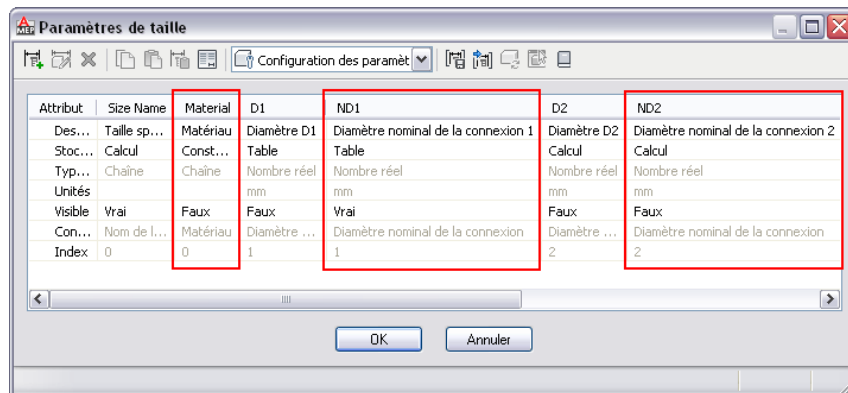 MEP Paramètres de taille
Configuration des paramèt
Attribut Size Name Material D1 ND1 D2 ND2
Des... Taille sp... Matériau Diamètre D1 Diamètre nominal de la connexion 1 Diamètre D2 Diamètre nominal de la connexion 2
Stoc... Calcul Const... Table Table Calcul Calcul
Typ... Chaîne Chaîne Nombre réel Nombre réel Nombre réel Nombre réel
Unités mm mm mm mm
Visible Vrai Faux Faux Vrai Faux Faux
Con... Nom de l... Matériau Diamètre ... Diamètre nominal de la connexion Diamètre ... Diamètre nominal de la connexion
Index 0 0 1 1 2 2
OK Annuler